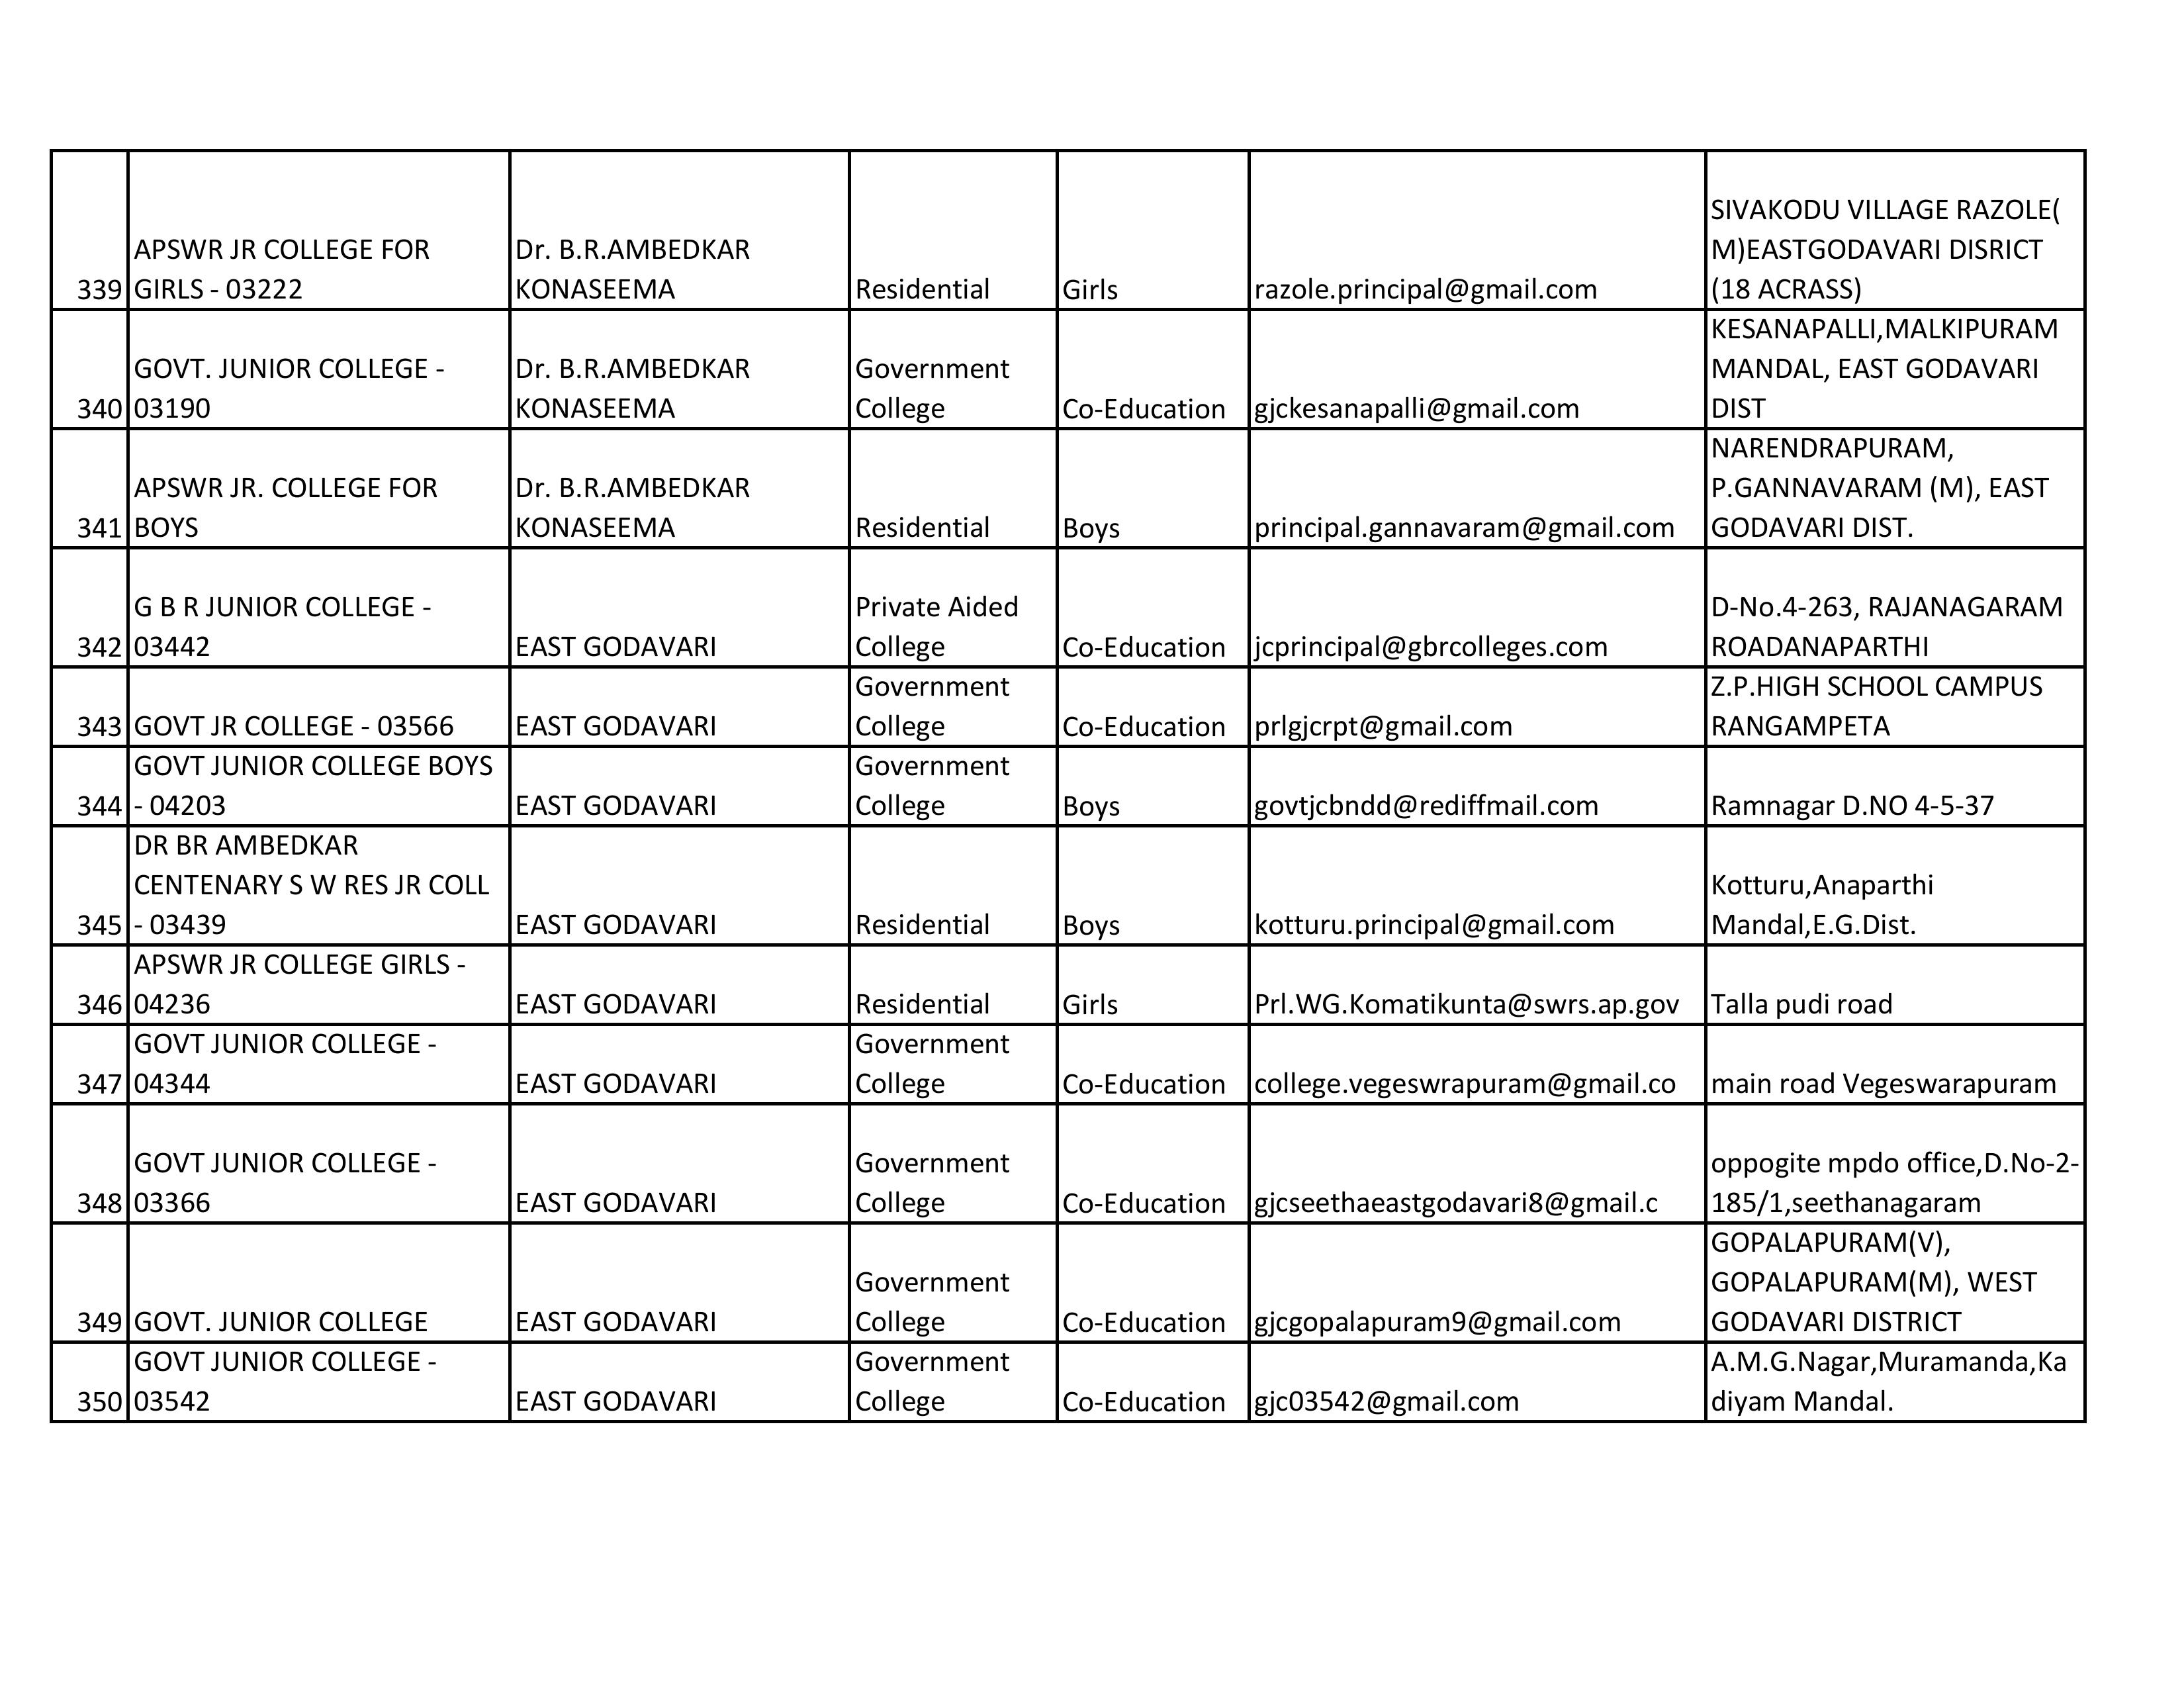 339 APSWR JR COLLEGE FOR GIRLS - 03222 Dr. B.R.AMBEDKAR KONASEEMA Residential Girls razole.principal@gmail.com SIVAKODU VILLAGE RAZOLE( M)EASTGODAVARI DISRICT (18 ACRASS)
340 GOVT. JUNIOR COLLEGE - 03190 Dr. B.R.AMBEDKAR KONASEEMA Government College Co-Education gjckesanapalli@gmail.com KESANAPALLI,MALKIPURAM MANDAL, EAST GODAVARI DIST
341 APSWR JR. COLLEGE FOR BOYS Dr. B.R.AMBEDKAR KONASEEMA Residential Boys principal.gannavaram@gmail.com NARENDRAPURAM, P.GANNAVARAM (M), EAST GODAVARI DIST.
342 G B R JUNIOR COLLEGE - 03442 EAST GODAVARI Private Aided College Co-Education jcprincipal@gbrcolleges.com D-No.4-263, RAJANAGARAM ROADANAPARTHI
343 GOVT JR COLLEGE - 03566 EAST GODAVARI Government College Co-Education prlgjcrpt@gmail.com Z.P.HIGH SCHOOL CAMPUS RANGAMPETA
344 GOVT JUNIOR COLLEGE BOYS - 04203 EAST GODAVARI Government College Boys govtjcbndd@rediffmail.com Ramnagar D.NO 4-5-37
345 DR BR AMBEDKAR CENTENARY S W RES JR COLL - 03439 EAST GODAVARI Residential Boys kotturu.principal@gmail.com Kotturu,Anaparthi Mandal,E.G.Dist.
346 APSWR JR COLLEGE GIRLS - 04236 EAST GODAVARI Residential Girls Prl.WG.Komatikunta@swrs.ap.gov Talla pudi road
347 GOVT JUNIOR COLLEGE - 04344 EAST GODAVARI Government College Co-Education college.vegeswrapuram@gmail.co main road Vegeswarapuram
348 GOVT JUNIOR COLLEGE - 03366 EAST GODAVARI Government College Co-Education gjcseethaeastgodavari8@gmail.c oppogite mpdo office,D.No-2-185/1,seethanagaram
349 GOVT. JUNIOR COLLEGE EAST GODAVARI Government College Co-Education gjcgopalapuram9@gmail.com GOPALAPURAM(V), GOPALAPURAM(M), WEST GODAVARI DISTRICT
350 GOVT JUNIOR COLLEGE - 03542 EAST GODAVARI Government College Co-Education gjc03542@gmail.com A.M.G.Nagar,Muramanda,Kadiyam Mandal.